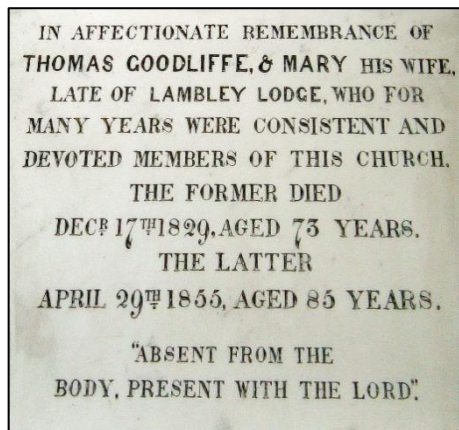 IN AFFECTIONATE REMEMBRANCE OF
THOMAS GOODLIFFE, & MARY HIS WIFE,
LATE OF LAMBLEY LODGE, WHO FOR
MANY YEARS WERE CONSISTENT AND
DEVOTED MEMBERS OF THIS CHURCH.
THE FORMER DIED
DECR 17TH 1829, AGED 73 YEARS.
THE LATTER
APRIL 29TH 1855, AGED 85 YEARS.
"ABSENT FROM THE
BODY, PRESENT WITH THE LORD".